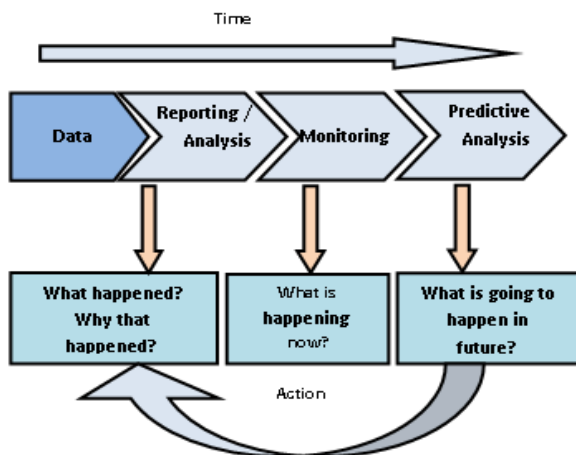 Time
Data
Reporting /
Analysis
Monitoring
Predictive
Analysis
What happened?
Why that
happened?
What is
happening
now?
What is going to
happen in
future?
Action